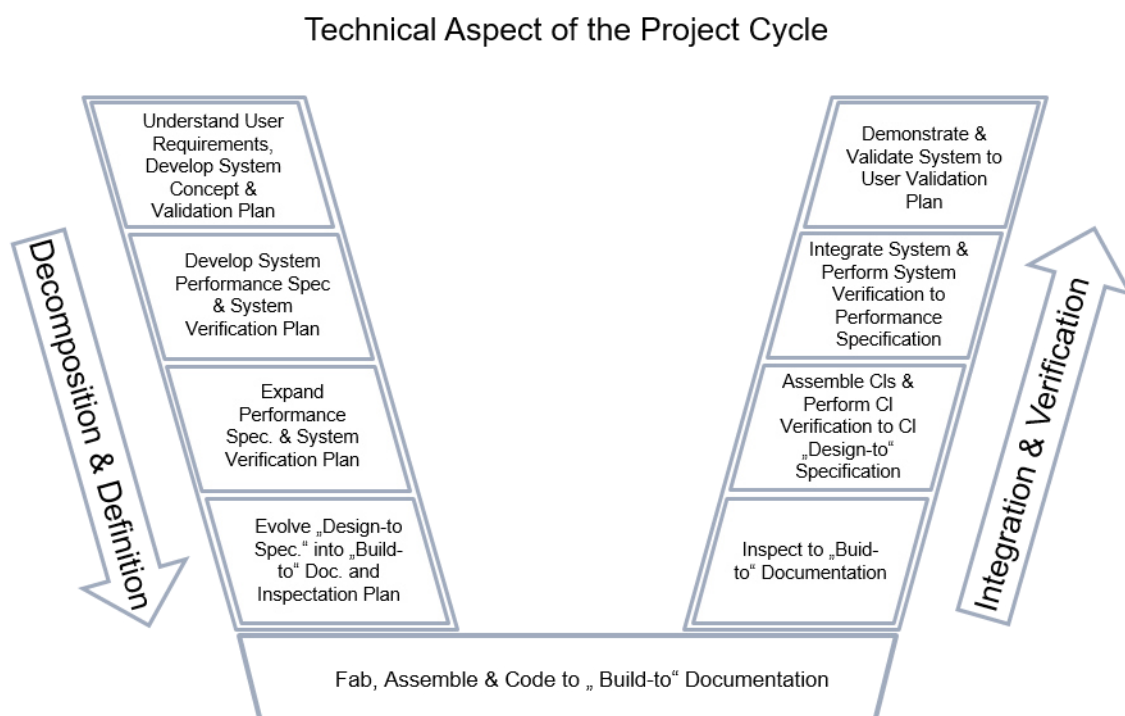 Technical Aspect of the Project Cycle
Understand User
Requirements,
Develop System
Concept &
Validation Plan
Develop System
Performance Spec
& System
Verification Plan
Expand
Performance
Spec. & System
Verification Plan
Evolve „Design-to
Spec.“ into „Build-
to“ Doc. and
Inspectation Plan
Decomposition & Definition
Fab, Assemble & Code to „ Build-to“ Documentation
Demonstrate &
Validate System to
User Validation
Plan
Integrate System &
Perform System
Verification to
Performance
Specification
Assemble CIs &
Perform CI
Verification to CI
„Design-to“
Specification
Inspect to „Buid-
to“ Documentation
Integration & Verification